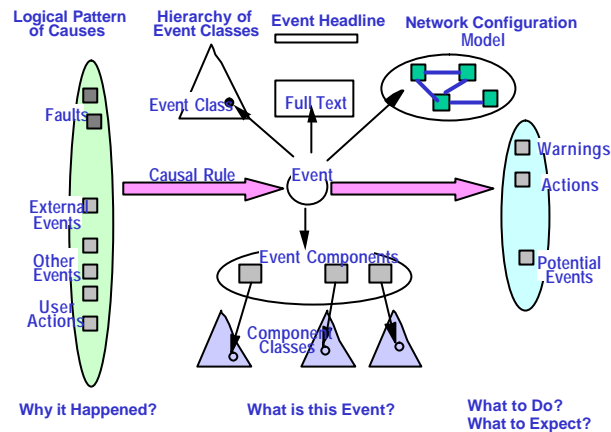 Logical Pattern
of Causes
Hierarchy of
Event Classes
Event Headline
Network Configuration
Model
Event Class
Full Text
Faults
Causal Rule
Event
Warnings
Actions
External
Events
Other
Events
User
Actions
Event Components
Potential
Events
Component
Classes
Why it Happened?
What is this Event?
What to Do?
What to Expect?